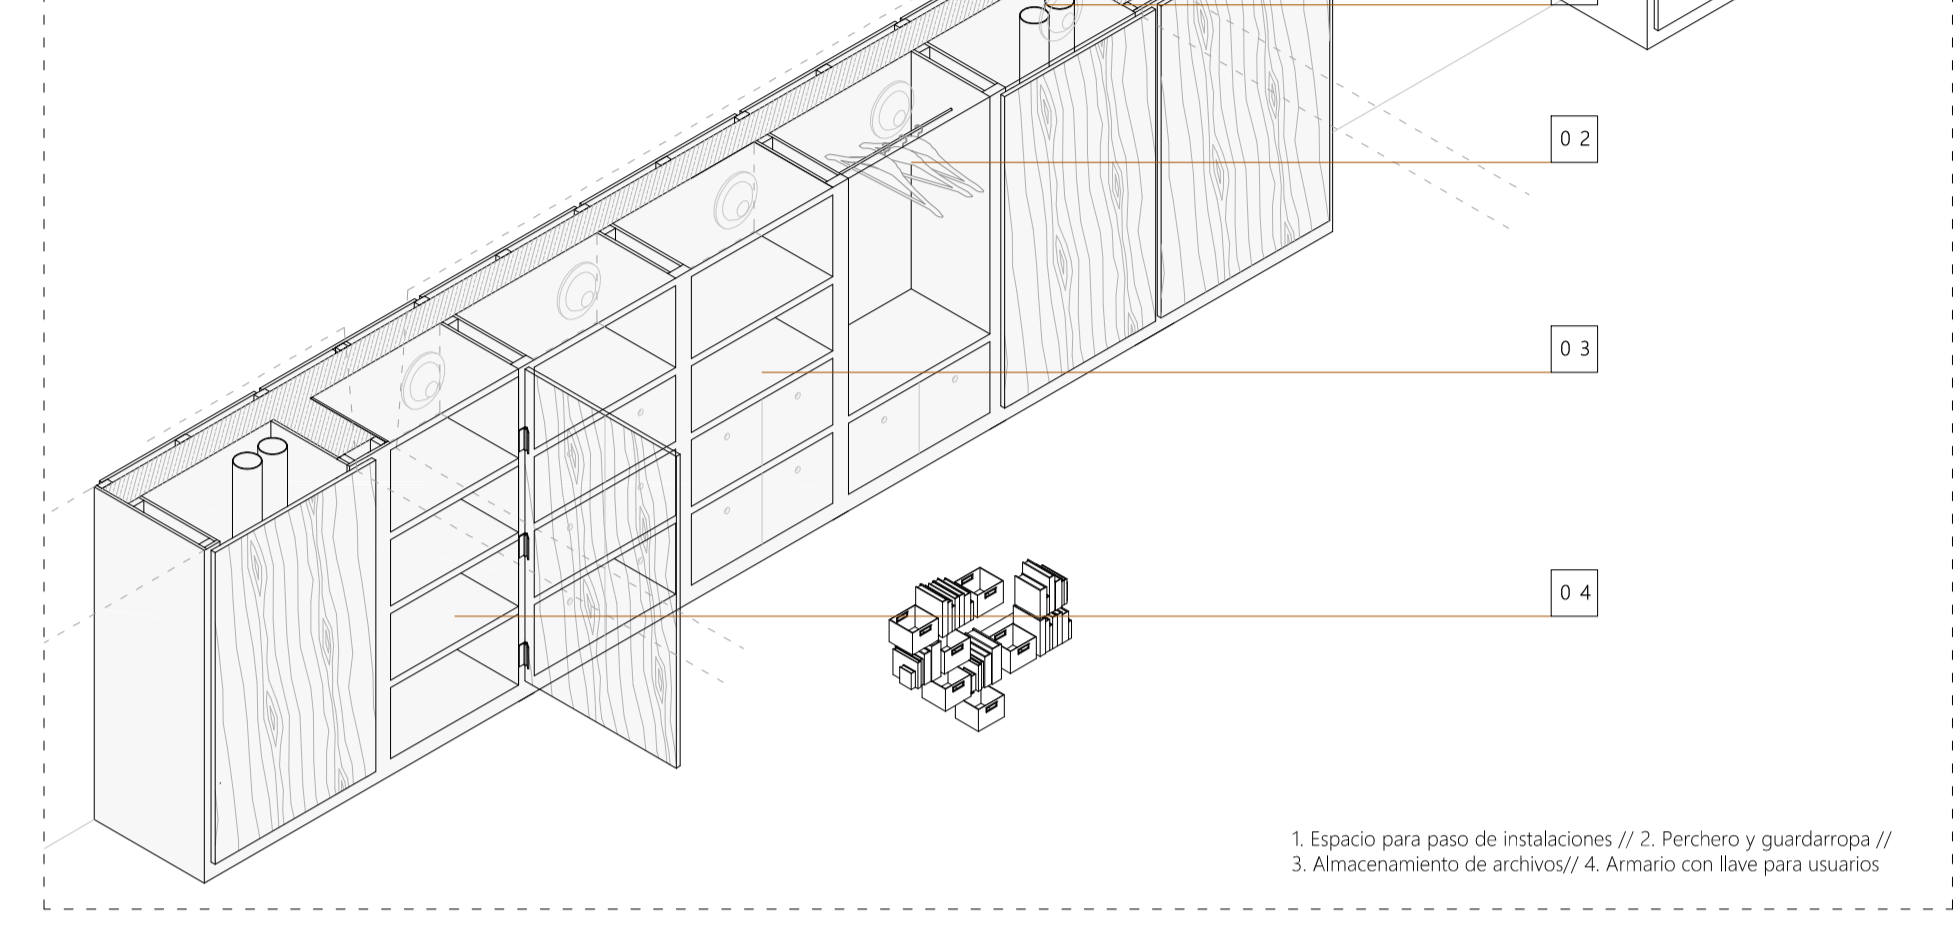 0 2
0 3
0 4
1. Espacio para paso de instalaciones // 2. Perchero y guardarropa //
3. Almacenamiento de archivos// 4. Armario con llave para usuarios